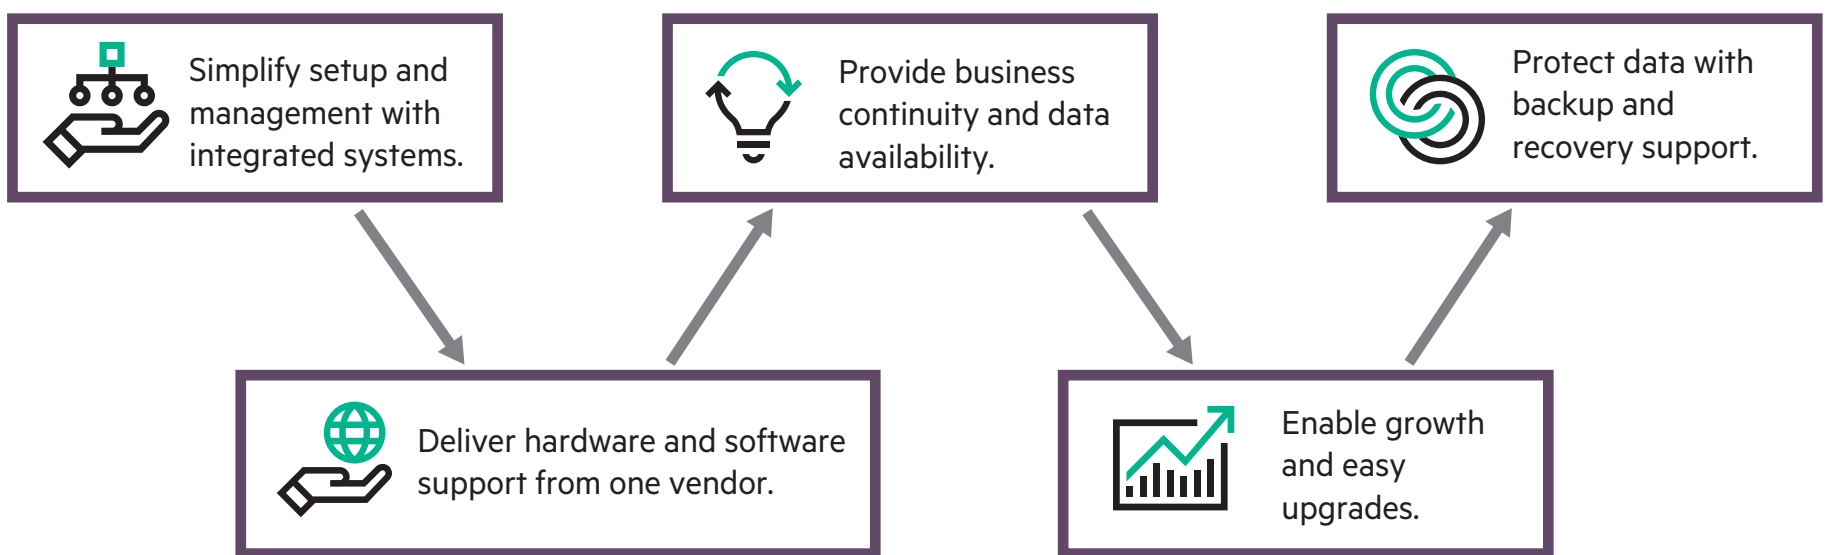 Simplify setup and
management with
integrated systems.
Deliver hardware and software
support from one vendor.
Provide business
continuity and data
availability.
Enable growth
and easy
upgrades.
Protect data with
backup and
recovery support.